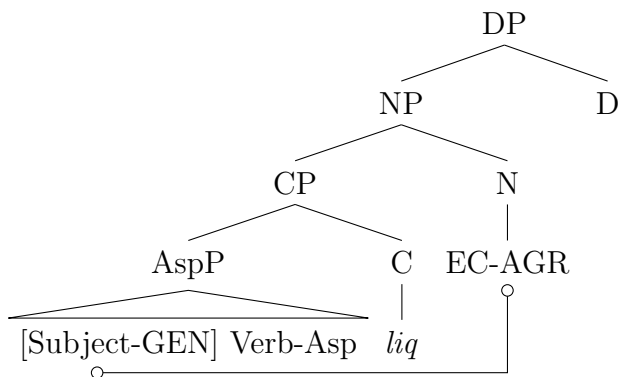 DP
NP D
CP N
AspP C EC-AGR
[Subject-GEN] Verb-Asp liq